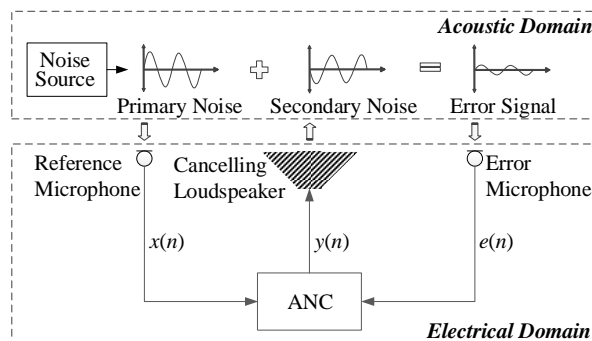 Acoustic Domain
Noise
Source
Primary Noise
Secondary Noise
Error Signal
Reference
Microphone
Cancelling
Loudspeaker
Error
Microphone
x(n)
y(n)
e(n)
ANC
Electrical Domain